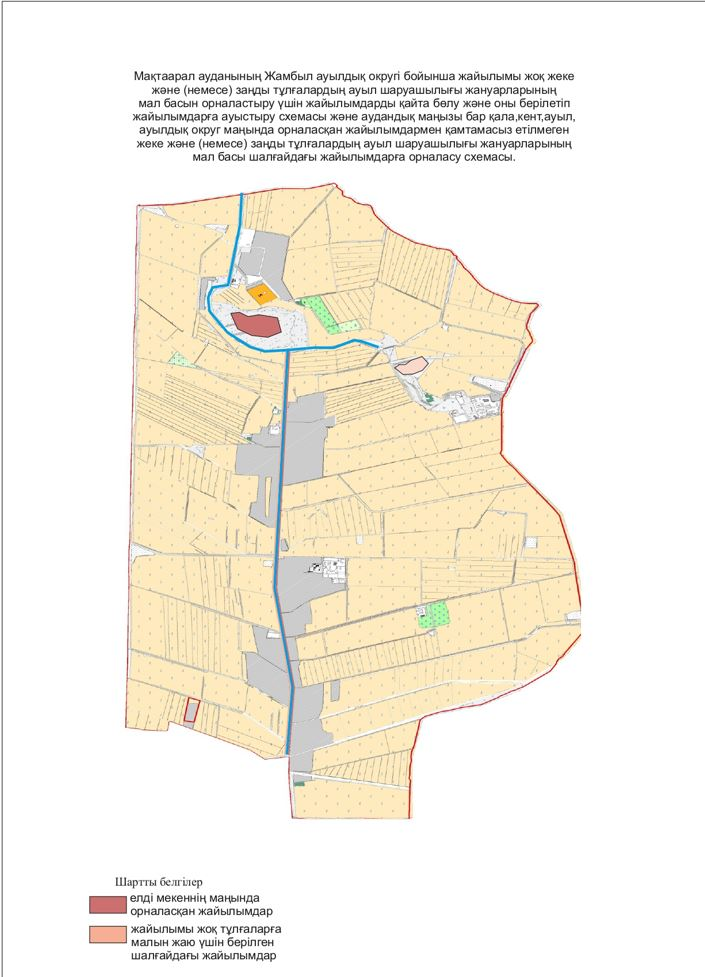 Мақтаарал ауданының Жамбыл ауылдық округі бойынша жайылымы жоқ жеке
және (немесе) заңды тұлғалардың ауыл шаруашылығы жануарларының
мал басын орналастыру үшін жайылымдарды қайта бөлу және оны берілетіп
жайылымдарға ауыстыру схемасы және аудандық маңызы бар қала,кент,ауыл,
ауылдық округ маңында орналасқан жайылымдармен қамтамасыз етілмеген
жеке және (немесе) заңды тұлғалардың ауыл шаруашылығы жануарларының
мал басы шалғайдағы жайылымдарға орналасу схемасы.
Шартты белгілер
елді мекеннің маңында
орналасқан жайылымдар
жайылымы жоқ тұлғаларға
малын жаю үшін берілген
шалғайдағы жайылымдар